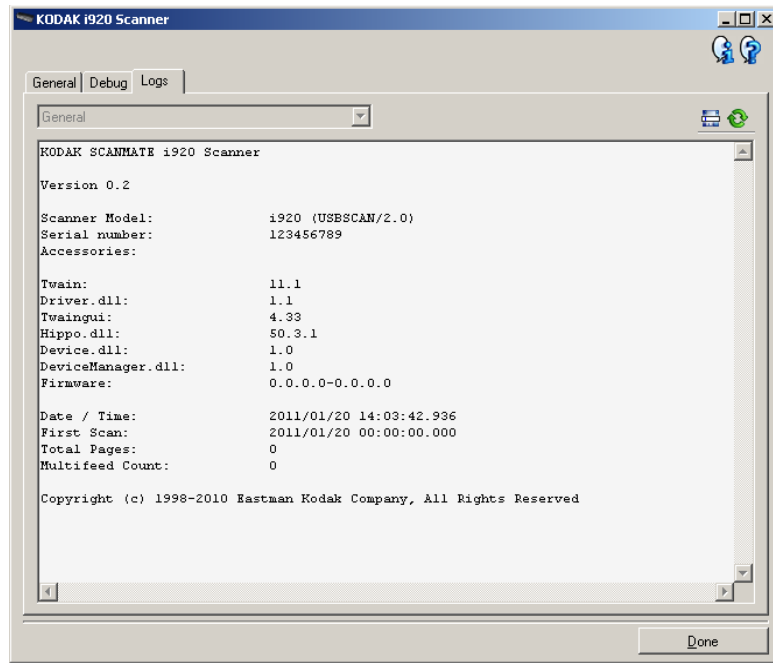 KODAK i920 Scanner
General Debug Logs
General
KODAK SCANMATE i920 Scanner
Version 0.2
Scanner Model: i920 (USBSCAN/2.0)
Serial number: 123456789
Accessories:
Twain: 11.1
Driver.dll: 1.1
Twaingui: 4.33
Hippo.dll: 50.3.1
Device.dll: 1.0
DeviceManager.dll: 1.0
Firmware: 0.0.0.0-0.0.0.0
Date / Time: 2011/01/20 14:03:42.936
First Scan: 2011/01/20 00:00:00.000
Total Pages: 0
Multifeed Count: 0
Copyright (c) 1998-2010 Eastman Kodak Company, All Rights Reserved
Done